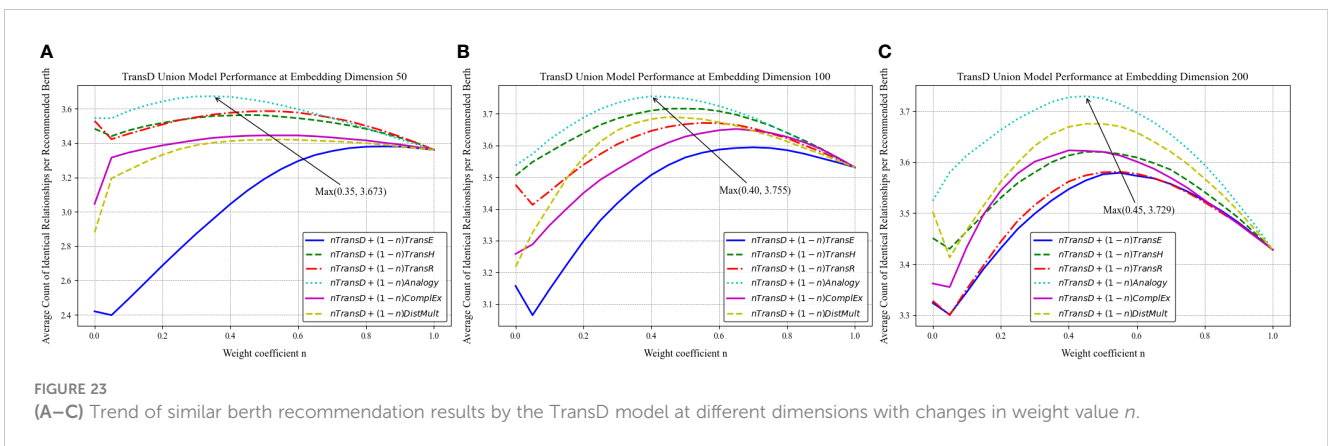 A
TransD Union Model Performance at Embedding Dimension 50
Average Count of Identical Relationships per Recommended Berth
3.6
3.4
3.2
3.0
2.8
2.6
2.4
Max(0.35, 3.673)
nTransD + (1 − n)TransE
nTransD + (1 − n)TransH
nTransD + (1 − n)TransR
nTransD + (1 − n)Analogy
nTransD + (1 − n)ComplEx
nTransD + (1 − n)DistMult
0.0 0.2 0.4 0.6 0.8 1.0
Weight coefficient n
B
TransD Union Model Performance at Embedding Dimension 100
Average Count of Identical Relationships per Recommended Berth
3.7
3.6
3.5
3.4
3.3
3.2
3.1
Max(0.40, 3.755)
nTransD + (1 − n)TransE
nTransD + (1 − n)TransH
nTransD + (1 − n)TransR
nTransD + (1 − n)Analogy
nTransD + (1 − n)ComplEx
nTransD + (1 − n)DistMult
0.0 0.2 0.4 0.6 0.8 1.0
Weight coefficient n
C
TransD Union Model Performance at Embedding Dimension 200
Average Count of Identical Relationships per Recommended Berth
3.7
3.6
3.5
3.4
3.3
Max(0.45, 3.729)
nTransD + (1 − n)TransE
nTransD + (1 − n)TransH
nTransD + (1 − n)TransR
nTransD + (1 − n)Analogy
nTransD + (1 − n)ComplEx
nTransD + (1 − n)DistMult
0.0 0.2 0.4 0.6 0.8 1.0
Weight coefficient n
FIGURE 23
(A–C) Trend of similar berth recommendation results by the TransD model at different dimensions with changes in weight value n.